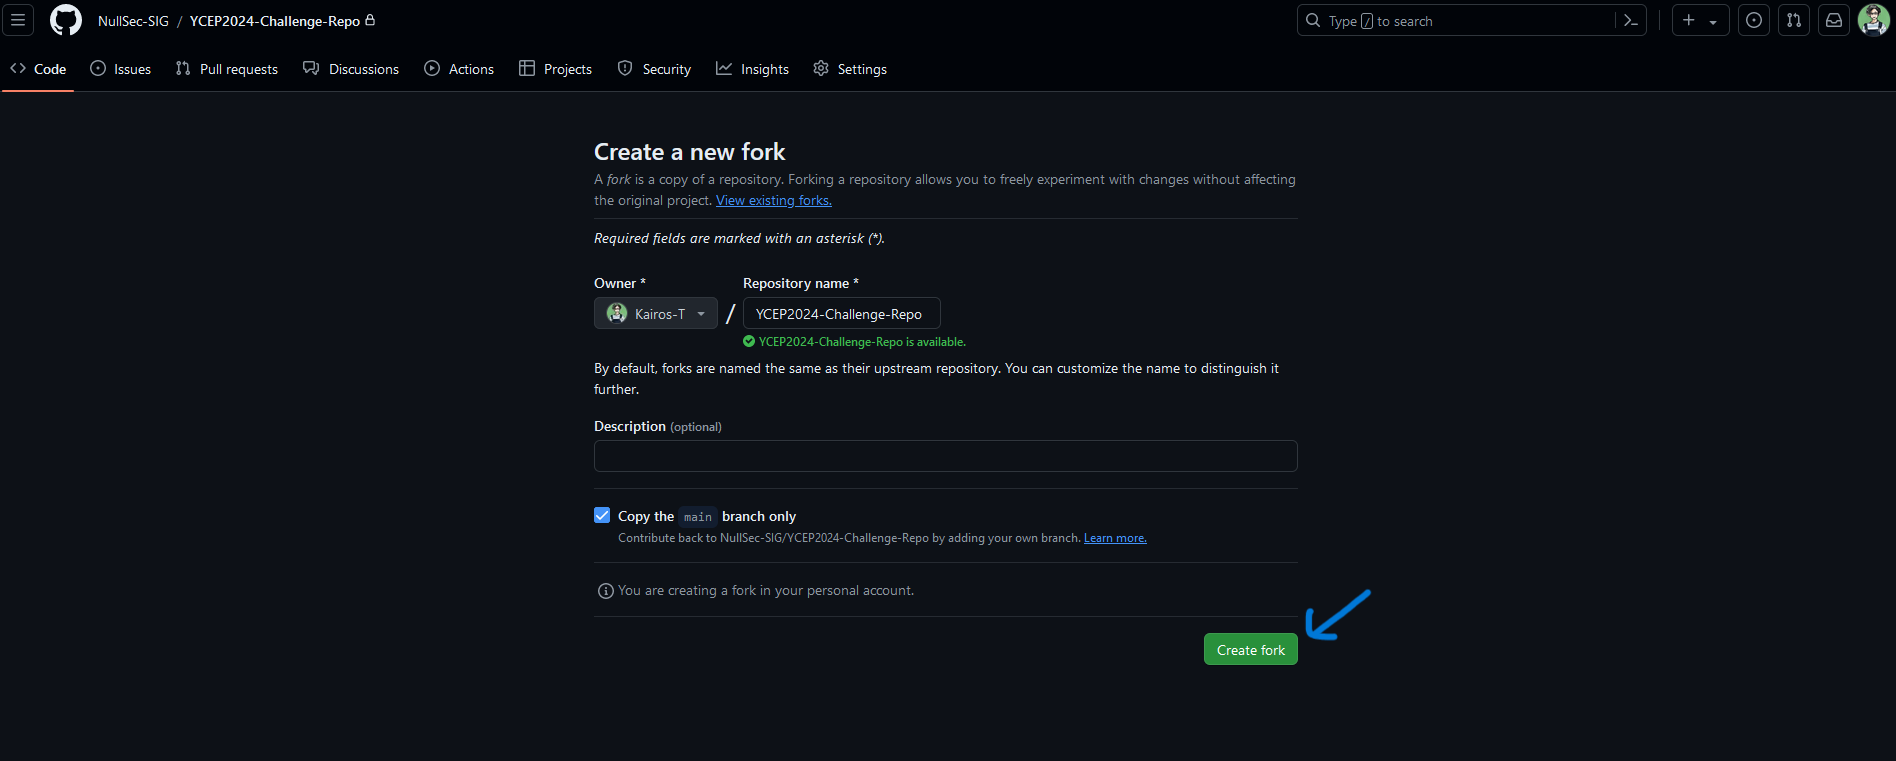 NullSec-SIG / YCEP2024-Challenge-Repo
Type / to search
Code Issues Pull requests Discussions Actions Projects Security Insights Settings
Create a new fork
A fork is a copy of a repository. Forking a repository allows you to freely experiment with changes without affecting
the original project. View existing forks.
Required fields are marked with an asterisk (*).
Owner * Repository name *
Kairos-T / YCEP2024-Challenge-Repo
YCEP2024-Challenge-Repo is available.
By default, forks are named the same as their upstream repository. You can customize the name to distinguish it
further.
Description (optional)
Copy the main branch only
Contribute back to NullSec-SIG/YCEP2024-Challenge-Repo by adding your own branch. Learn more.
You are creating a fork in your personal account.
Create fork